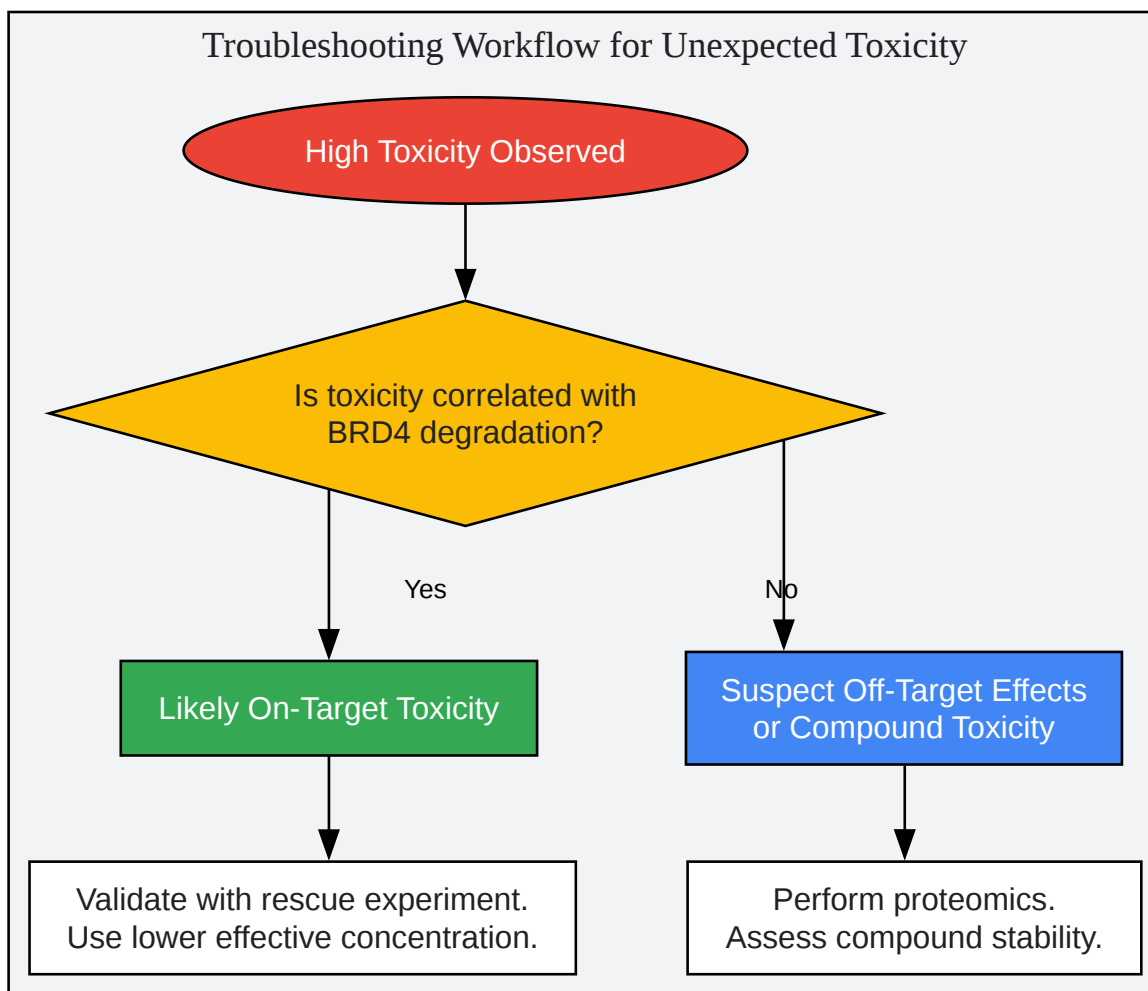 Troubleshooting Workflow for Unexpected Toxicity
High Toxicity Observed
Is toxicity correlated with
BRD4 degradation?
Yes
No
Likely On-Target Toxicity
Suspect Off-Target Effects
or Compound Toxicity
Validate with rescue experiment.
Use lower effective concentration.
Perform proteomics.
Assess compound stability.